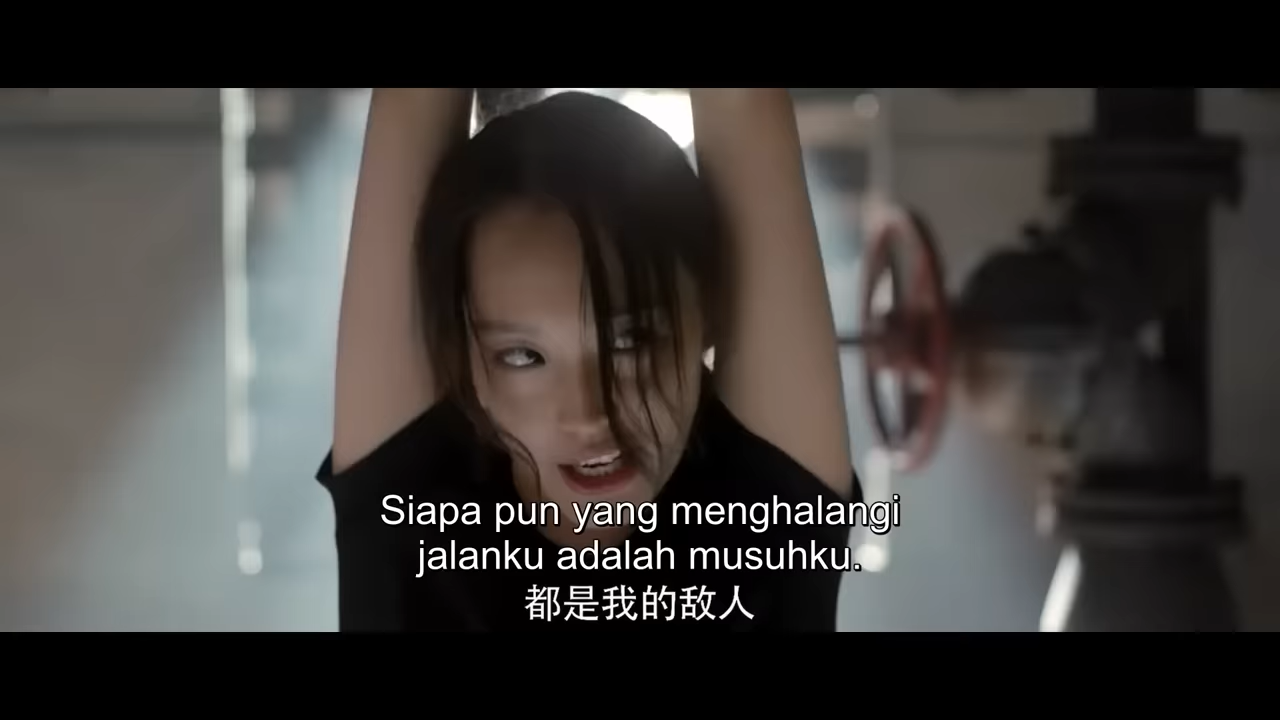 Siapa pun yang menghalangi
jalanku adalah musuhku.
都是我的敌人